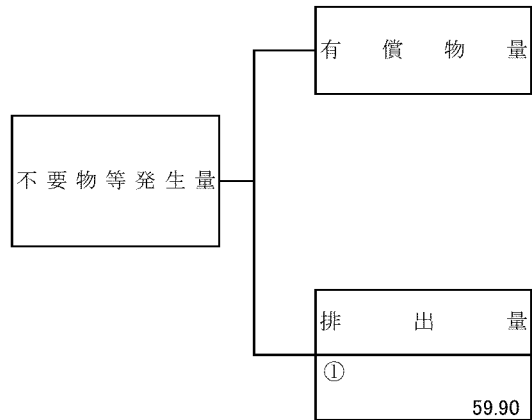 有償物量
不要物等発生量
排出量
①
59.90